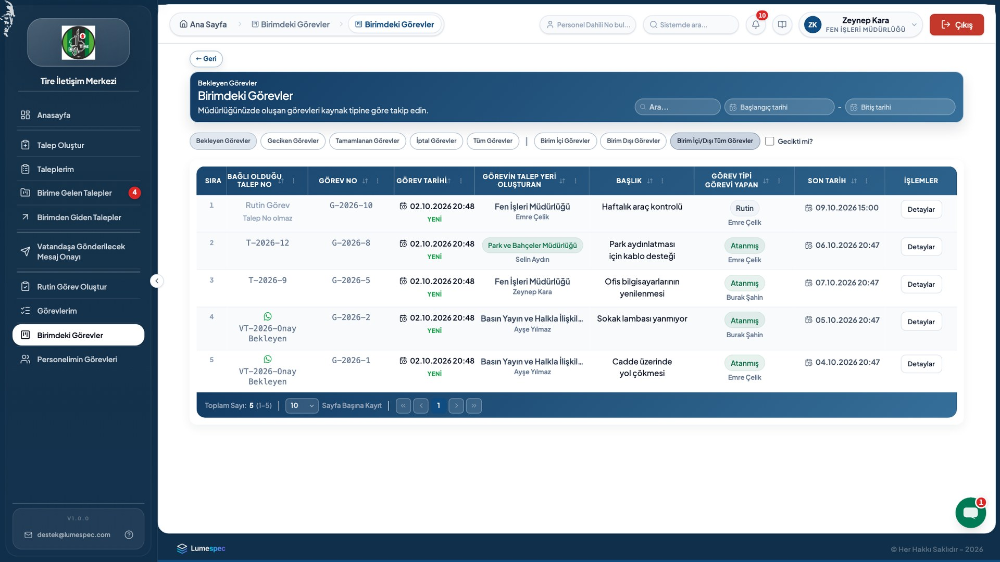 TİRE
Tire İletişim Merkezi
Anasayfa
Talep Oluştur
Taleplerim
Birime Gelen Talepler
4
Birimden Giden Talepler
Vatandaşa Gönderilecek
Mesaj Onayı
Rutin Görev Oluştur
Görevlerim
Birimdeki Görevler
Personelimin Görevleri
V1.0.0
destek@lumespec.com
Ana Sayfa
Birimdeki Görevler
Birimdeki Görevler
Personel Dahili No bul...
Sistemde ara...
10
ZK
Zeynep Kara
FEN İŞLERİ MÜDÜRLÜĞÜ
Çıkış
← Geri
Bekleyen Görevler
Birimdeki Görevler
Müdürlüğünüzde oluşan görevleri kaynak tipine göre takip edin.
Ara...
Başlangıç tarihi
-
Bitiş tarihi
Bekleyen Görevler
Geciken Görevler
Tamamlanan Görevler
İptal Görevler
Tüm Görevler
|
Birim İçi Görevler
Birim Dışı Görevler
Birim İçi/Dışı Tüm Görevler
Gecikti mi?
SIRA
BAĞLI OLDUĞU
TALEP NO
GÖREV NO
GÖREV TARİHİ
GÖREVİN TALEP YERİ
OLUŞTURAN
BAŞLIK
GÖREV TİPİ
GÖREVİ YAPAN
SON TARİH
İŞLEMLER
1
Rutin Görev
Talep No olmaz
G-2026-10
02.10.2026 20:48
YENİ
Fen İşleri Müdürlüğü
Emre Çelik
Haftalık araç kontrolü
Rutin
Emre Çelik
09.10.2026 15:00
Detaylar
2
T-2026-12
G-2026-8
02.10.2026 20:48
YENİ
Park ve Bahçeler Müdürlüğü
Selin Aydın
Park aydınlatması
için kablo desteği
Atanmış
Emre Çelik
06.10.2026 20:47
Detaylar
3
T-2026-9
G-2026-5
02.10.2026 20:48
YENİ
Fen İşleri Müdürlüğü
Zeynep Kara
Ofis bilgisayarlarının
yenilenmesi
Atanmış
Burak Şahin
07.10.2026 20:47
Detaylar
4
VT-2026-Onay
Bekleyen
G-2026-2
02.10.2026 20:48
YENİ
Basın Yayın ve Halkla İlişkil...
Ayşe Yılmaz
Sokak lambası yanmıyor
Atanmış
Burak Şahin
05.10.2026 20:47
Detaylar
5
VT-2026-Onay
Bekleyen
G-2026-1
02.10.2026 20:48
YENİ
Basın Yayın ve Halkla İlişkil...
Ayşe Yılmaz
Cadde üzerinde
yol çökmesi
Atanmış
Emre Çelik
04.10.2026 20:47
Detaylar
Toplam Sayı: 5 (1-5)
10
Sayfa Başına Kayıt
« ‹ 1 › »
1
Lumespec
© Her Hakkı Saklıdır – 2026